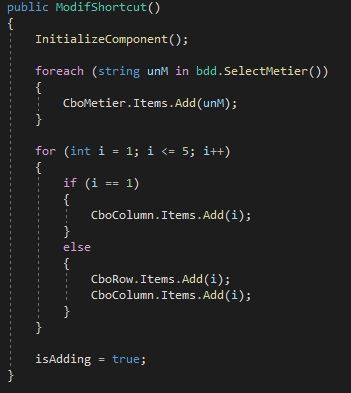 public ModifShortcut()
{
    InitializeComponent();

    foreach (string unM in bdd.SelectMetier())
    {
        CboMetier.Items.Add(unM);
    }

    for (int i = 1; i <= 5; i++)
    {
        if (i == 1)
        {
            CboColumn.Items.Add(i);
        }
        else
        {
            CboRow.Items.Add(i);
            CboColumn.Items.Add(i);
        }
    }

    isAdding = true;
}